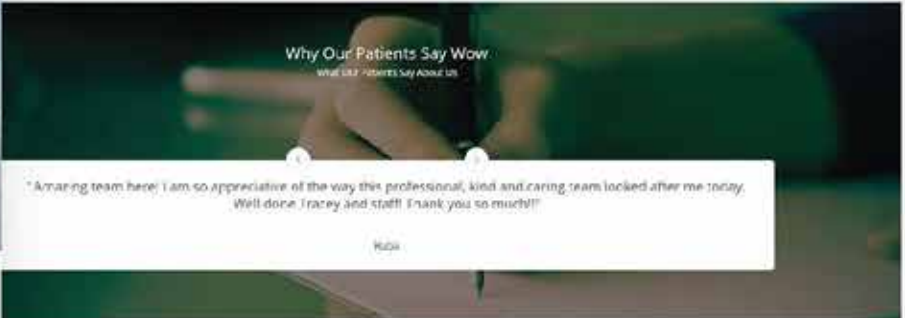 Why Our Patients Say Wow
What Our Patients Say About Us
"Amazing team here! I am so appreciative of the way this professional, kind and caring team looked after me today.
Well done Tracey and staff! Thank you so much!!"